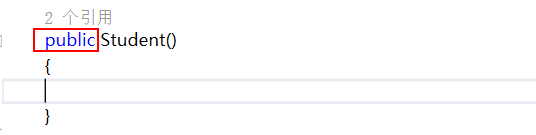 2 个引用
public Student()
{
}